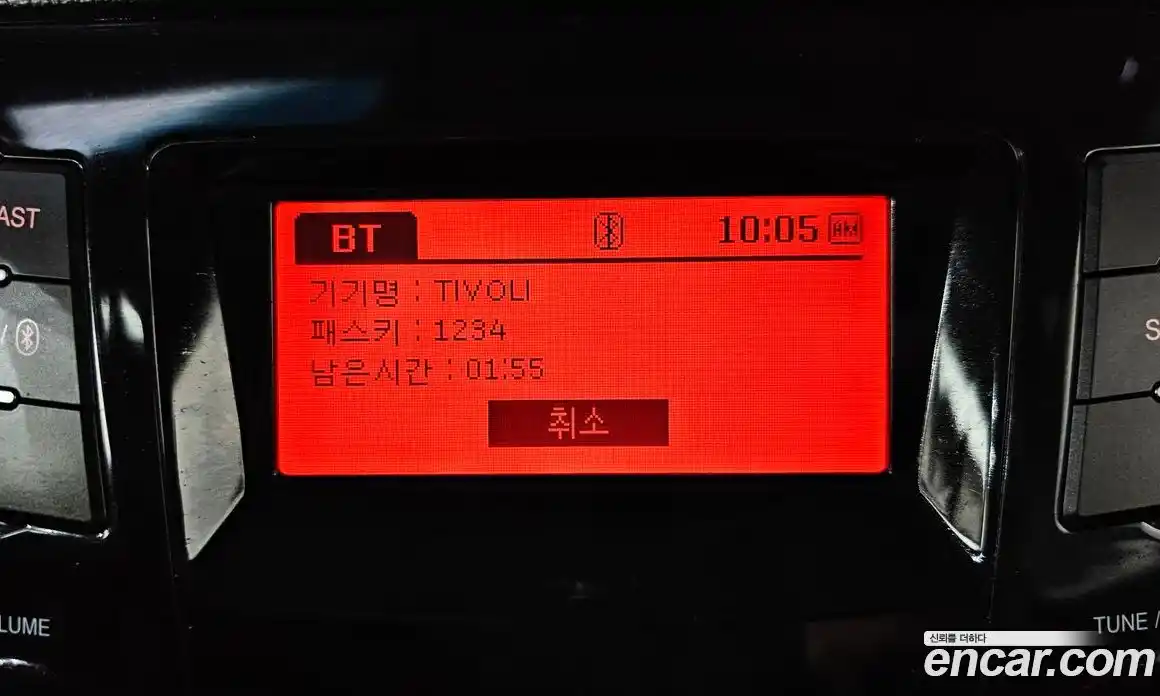 BT 10:05 AM
기기명 : TIVOLI
패스키 : 1234
남은시간 : 01:55
취소
AST
/
S
LUME
TUNE /
신뢰를 더하다
encar.com